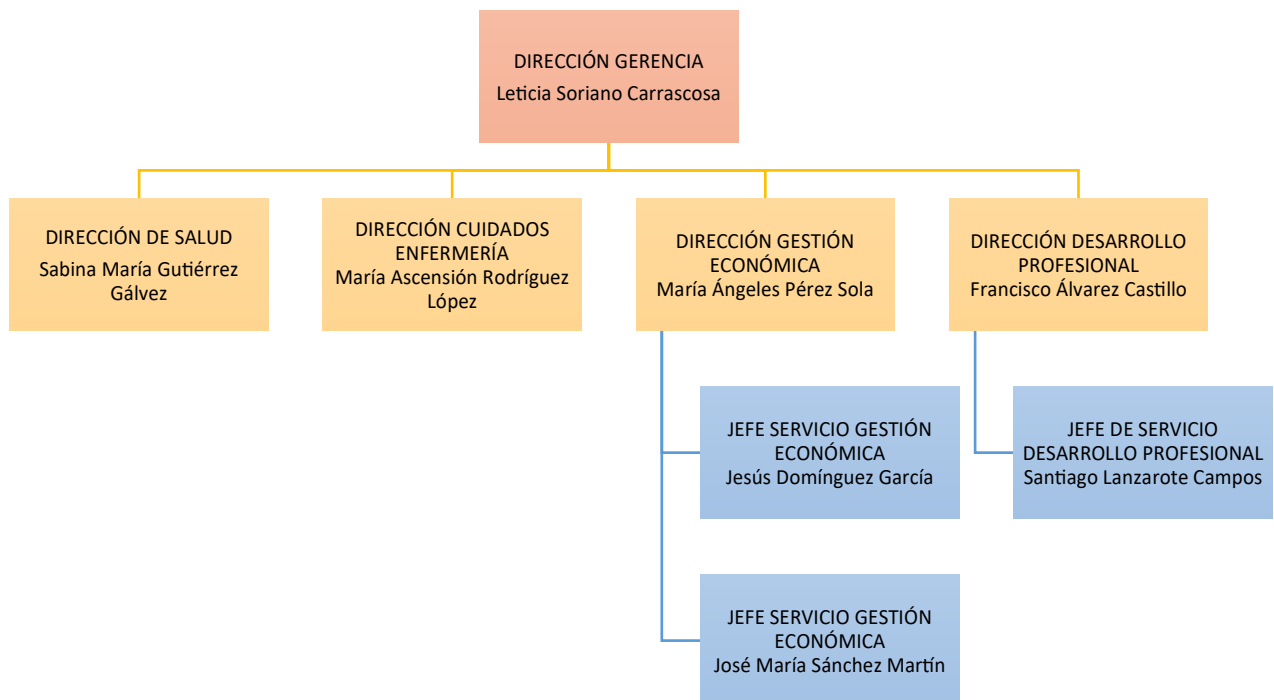 DIRECCIÓN GERENCIA
Leticia Soriano Carrascosa
DIRECCIÓN DE SALUD
Sabina María Gutiérrez
Gálvez
DIRECCIÓN CUIDADOS
ENFERMERÍA
María Ascensión Rodríguez
López
DIRECCIÓN GESTIÓN
ECONÓMICA
María Ángeles Pérez Sola
DIRECCIÓN DESARROLLO
PROFESIONAL
Francisco Álvarez Castillo
JEFE SERVICIO GESTIÓN
ECONÓMICA
Jesús Domínguez García
JEFE DE SERVICIO
DESARROLLO PROFESIONAL
Santiago Lanzarote Campos
JEFE SERVICIO GESTIÓN
ECONÓMICA
José María Sánchez Martín